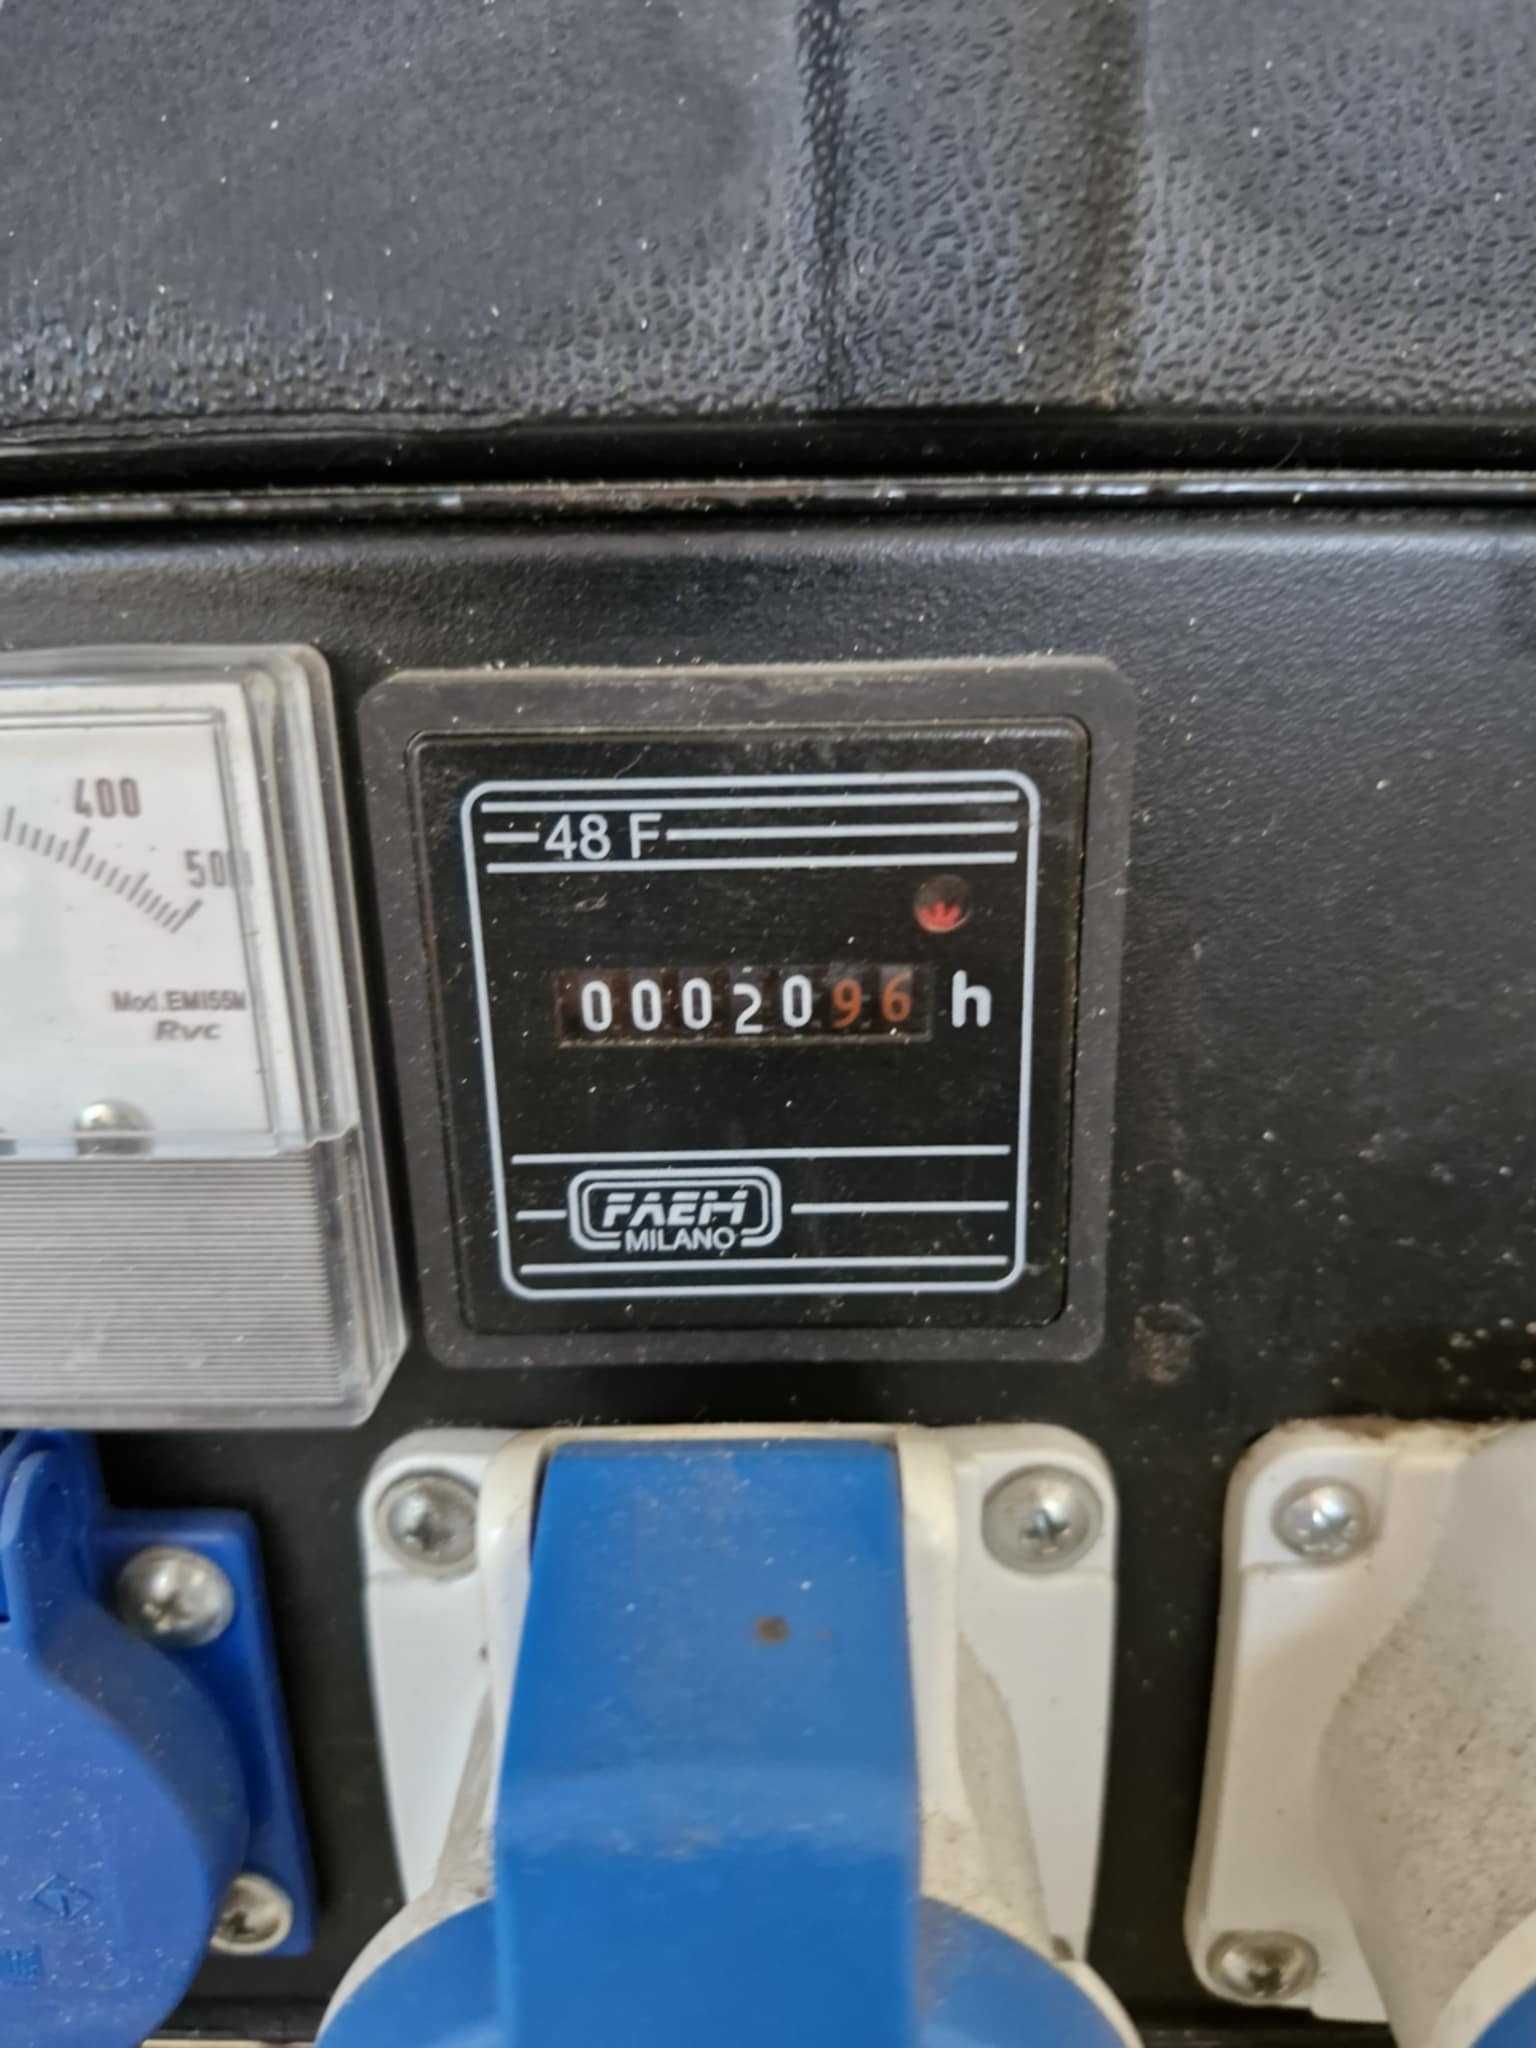 400
500
Mod.EM155M
Rvc
48 F
0002096 h
FAEM
MILANO